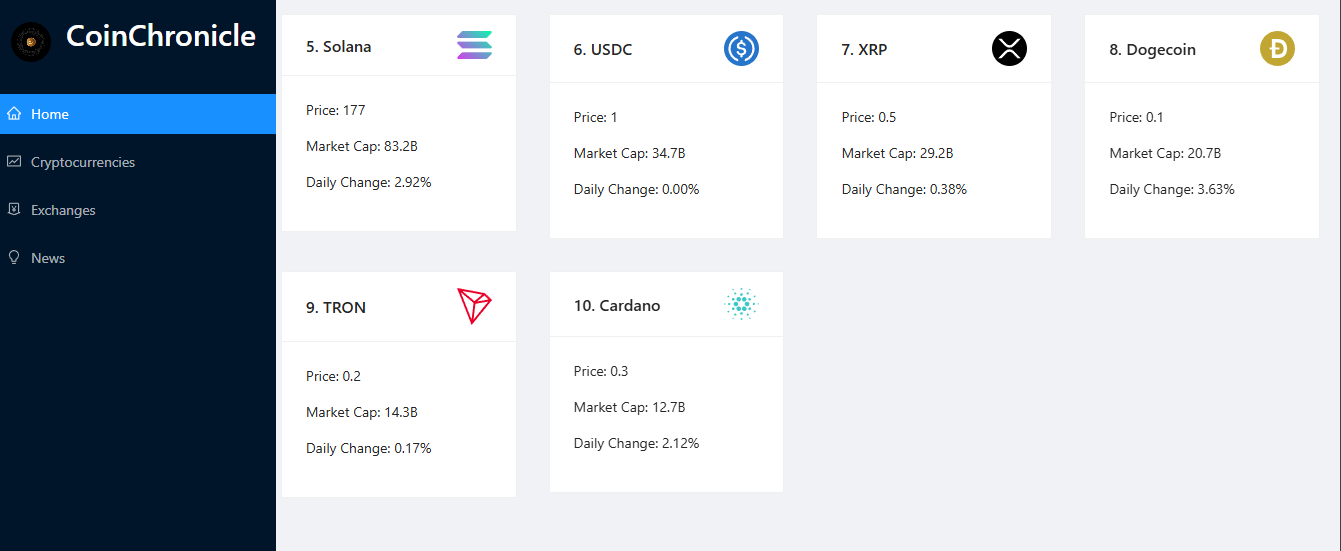 CoinChronicle
Home
Cryptocurrencies
Exchanges
News
5. Solana
Price: 177
Market Cap: 83.2B
Daily Change: 2.92%
6. USDC
Price: 1
Market Cap: 34.7B
Daily Change: 0.00%
7. XRP
Price: 0.5
Market Cap: 29.2B
Daily Change: 0.38%
8. Dogecoin
Price: 0.1
Market Cap: 20.7B
Daily Change: 3.63%
9. TRON
Price: 0.2
Market Cap: 14.3B
Daily Change: 0.17%
10. Cardano
Price: 0.3
Market Cap: 12.7B
Daily Change: 2.12%